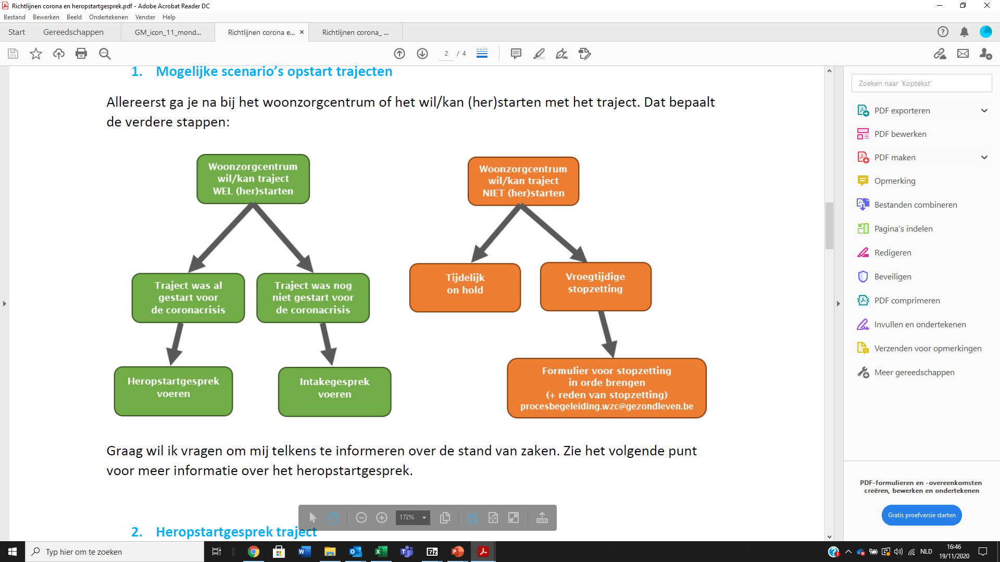 Richtlijnen corona en heropstartgesprek.pdf - Adobe Acrobat Reader DC
Bestand Bewerken Beeld Ondertekenen Venster Help
Start Gereedschappen GM_icon_11_mond... Richtlijnen corona e... × Richtlijnen corona_ ...
2 / 4
1. Mogelijke scenario’s opstart trajecten
Allereerst ga je na bij het woonzorgcentrum of het wil/kan (her)starten met het traject. Dat bepaalt
de verdere stappen:
Woonzorgcentrum
wil/kan traject
WEL (her)starten
Woonzorgcentrum
wil/kan traject
NIET (her)starten
Traject was al
gestart voor
de coronacrisis
Traject was nog
niet gestart voor
de coronacrisis
Tijdelijk
on hold
Vroegtijdige
stopzetting
Heropstartgesprek
voeren
Intakegesprek
voeren
Formulier voor stopzetting
in orde brengen
(+ reden van stopzetting)
procesbegeleiding.wzc@gezondleven.be
Graag wil ik vragen om mij telkens te informeren over de stand van zaken. Zie het volgende punt
voor meer informatie over het heropstartgesprek.
172%
2. Heropstartgesprek traject
Zoeken naar 'Koptekst'
PDF exporteren
PDF bewerken
PDF maken
Opmerking
Bestanden combineren
Pagina's indelen
Redigeren
Beveiligen
PDF comprimeren
Invullen en ondertekenen
Verzenden voor opmerkingen
Meer gereedschappen
PDF-formulieren en -overeenkomsten
creëren, bewerken en ondertekenen
Gratis proefversie starten
Typ hier om te zoeken
NLD
16:46
19/11/2020